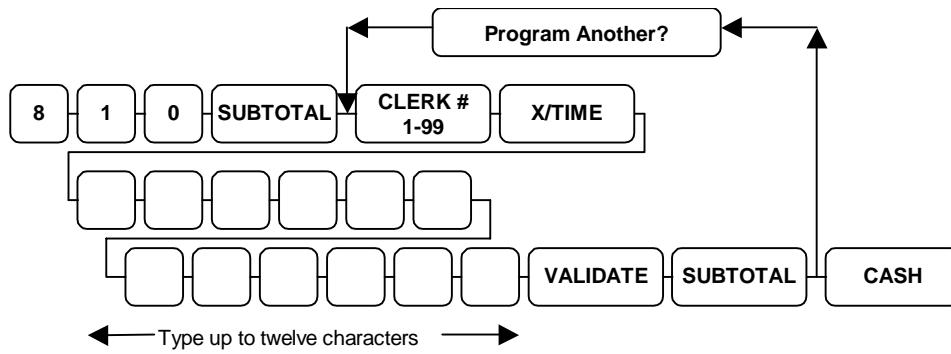 Program Another?
8 1 0 SUBTOTAL CLERK # 1-99 X/TIME
VALIDATE SUBTOTAL CASH
Type up to twelve characters